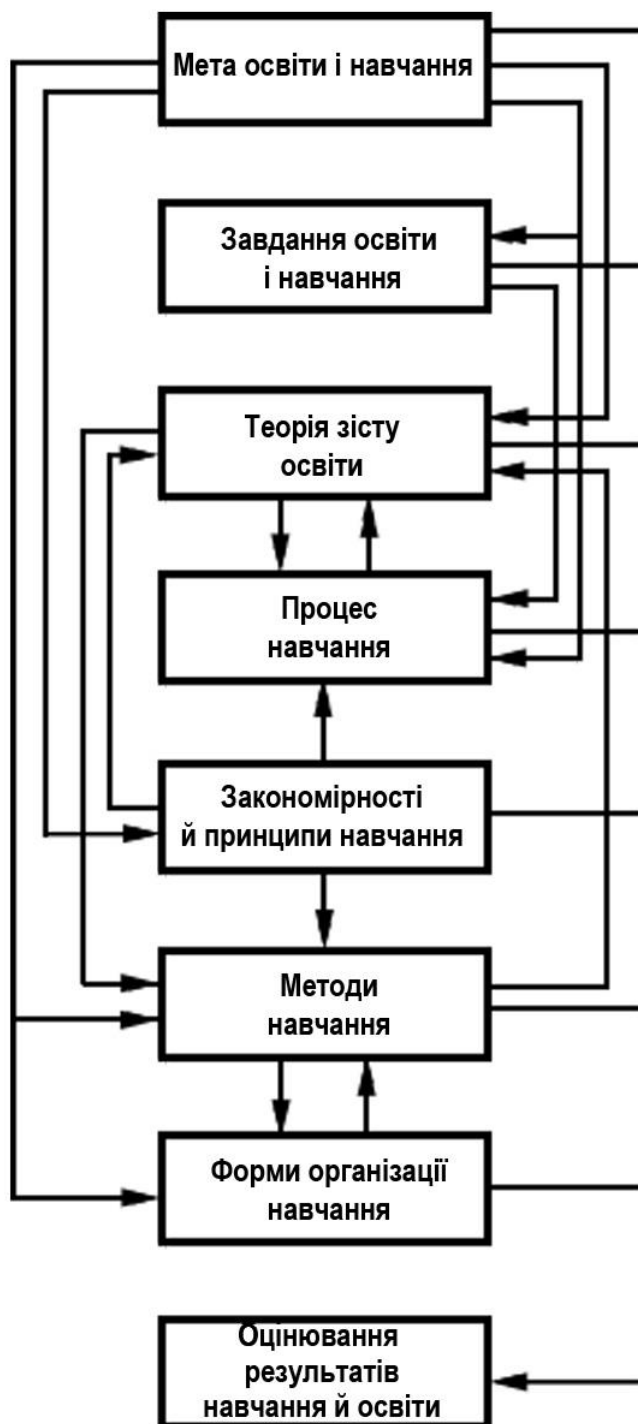 Мета освіти і навчання
Завдання освіти
і навчання
Теорія зісту
освіти
Процес
навчання
Закономірності
й принципи навчання
Методи
навчання
Форми організації
навчання
Оцінювання
результатів
навчання й освіти